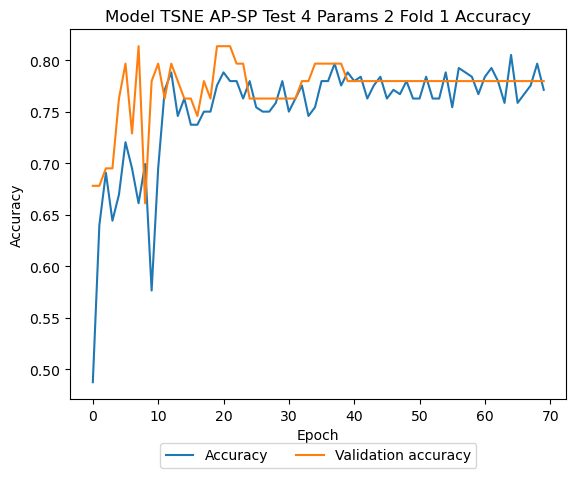 Model TSNE AP-SP Test 4 Params 2 Fold 1 Accuracy
0.80
0.75
0.70
0.65
0.60
0.55
0.50
Accuracy
0 10 20 30 40 50 60 70
Epoch
Accuracy Validation accuracy